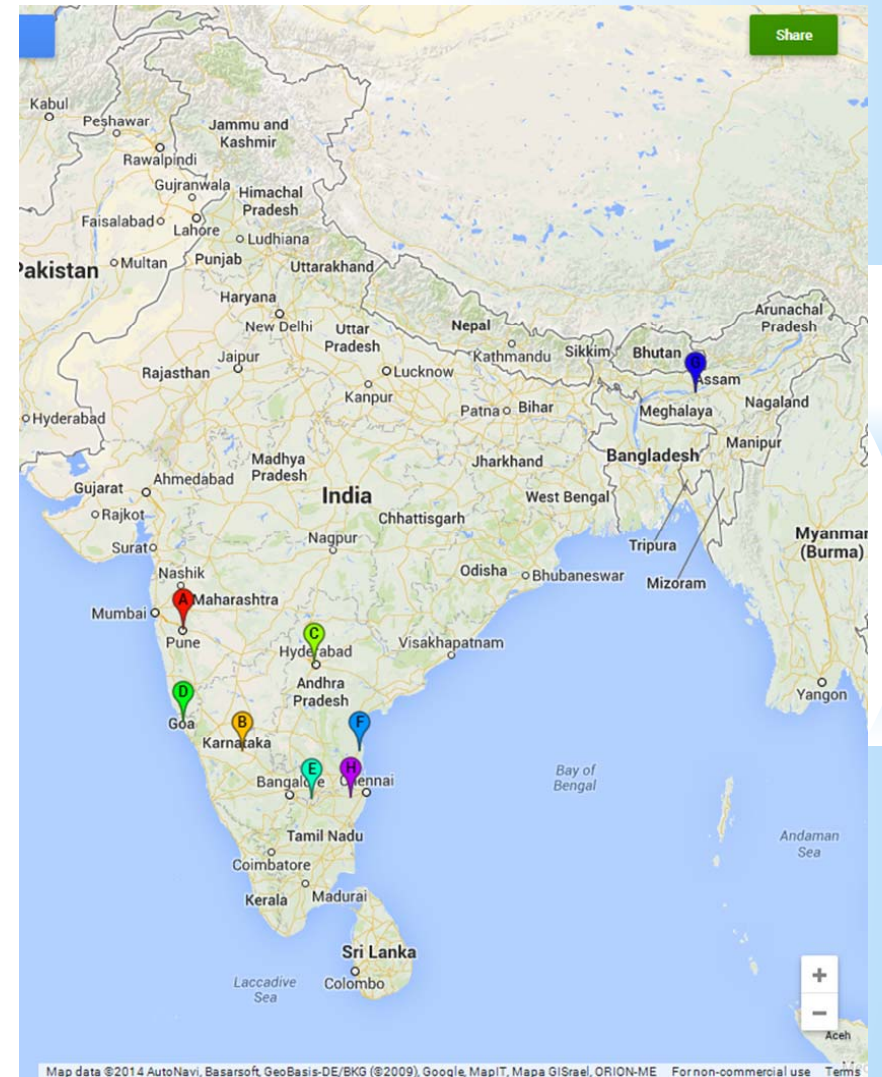 Share
Kabul
Peshawar
Jammu and
Kashmir
Rawalpindi
Gujranwala
Himachal
Pradesh
Faisalabad
Lahore
Ludhiana
Pakistan
Multan
Punjab
Uttarakhand
Haryana
New Delhi
Uttar
Pradesh
Nepal
Kathmandu
Sikkim
Bhutan
Arunachal
Pradesh
G
Assam
Jaipur
Rajasthan
Lucknow
Kanpur
Patna
Bihar
Meghalaya
Nagaland
Hyderabad
Manipur
Bangladesh
Madhya
Pradesh
Jharkhand
Gujarat
Ahmedabad
India
West Bengal
Rajkot
Chhattisgarh
Surat
Nagpur
Tripura
Myanmar
(Burma)
Nashik
Odisha
Bhubaneswar
Mizoram
A
Maharashtra
Mumbai
Pune
C
Hyderabad
Visakhapatnam
Andhra
Pradesh
Yangon
D
Goa
B
Karnataka
F
E
H
Bangalore
Chennai
Bay of
Bengal
Tamil Nadu
Andaman
Sea
Coimbatore
Kerala
Madurai
Sri Lanka
Laccadive
Sea
Colombo
+
−
Aceh
Map data ©2014 AutoNavi, Basarsoft, GeoBasis-DE/BKG (©2009), Google, MapIT, Mapa GISrael, ORION-ME For non-commercial use Terms